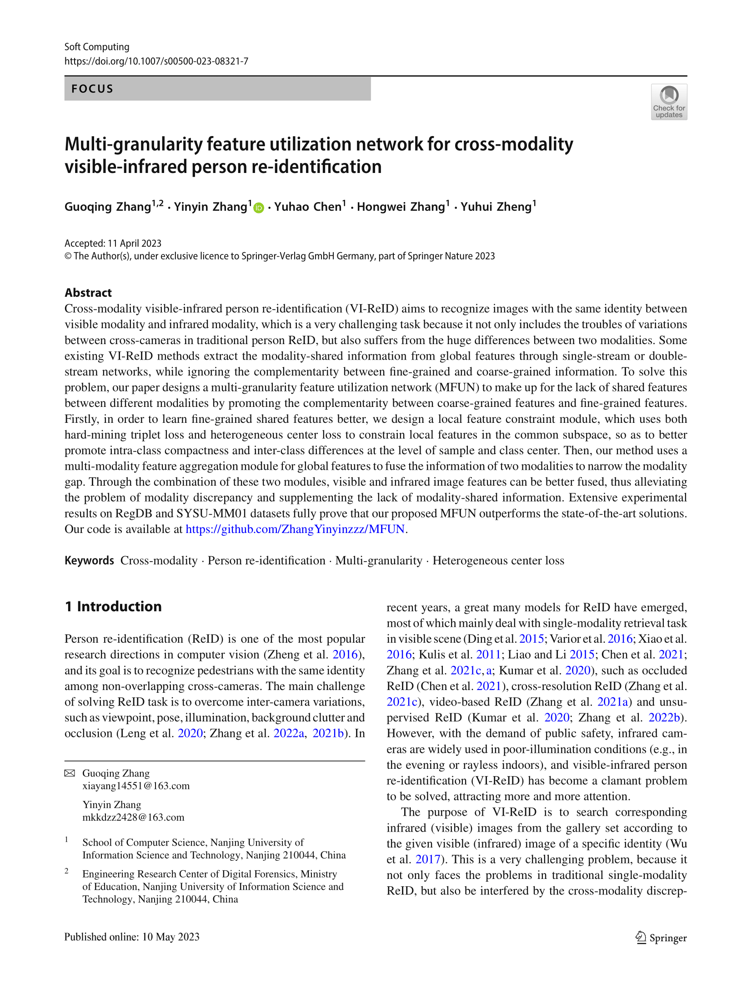 Soft Computing
https://doi.org/10.1007/s00500-023-08321-7
FOCUS
Check for
updates
Multi-granularity feature utilization network for cross-modality
visible-infrared person re-identification
Guoqing Zhang1,2 · Yinyin Zhang1 iD · Yuhao Chen1 · Hongwei Zhang1 · Yuhui Zheng1
Accepted: 11 April 2023
© The Author(s), under exclusive licence to Springer-Verlag GmbH Germany, part of Springer Nature 2023
Abstract
Cross-modality visible-infrared person re-identification (VI-ReID) aims to recognize images with the same identity between
visible modality and infrared modality, which is a very challenging task because it not only includes the troubles of variations
between cross-cameras in traditional person ReID, but also suffers from the huge differences between two modalities. Some
existing VI-ReID methods extract the modality-shared information from global features through single-stream or double-
stream networks, while ignoring the complementarity between fine-grained and coarse-grained information. To solve this
problem, our paper designs a multi-granularity feature utilization network (MFUN) to make up for the lack of shared features
between different modalities by promoting the complementarity between coarse-grained features and fine-grained features.
Firstly, in order to learn fine-grained shared features better, we design a local feature constraint module, which uses both
hard-mining triplet loss and heterogeneous center loss to constrain local features in the common subspace, so as to better
promote intra-class compactness and inter-class differences at the level of sample and class center. Then, our method uses a
multi-modality feature aggregation module for global features to fuse the information of two modalities to narrow the modality
gap. Through the combination of these two modules, visible and infrared image features can be better fused, thus alleviating
the problem of modality discrepancy and supplementing the lack of modality-shared information. Extensive experimental
results on RegDB and SYSU-MM01 datasets fully prove that our proposed MFUN outperforms the state-of-the-art solutions.
Our code is available at https://github.com/ZhangYinyinzzz/MFUN.
Keywords Cross-modality · Person re-identification · Multi-granularity · Heterogeneous center loss
1 Introduction
Person re-identification (ReID) is one of the most popular
research directions in computer vision (Zheng et al. 2016),
and its goal is to recognize pedestrians with the same identity
among non-overlapping cross-cameras. The main challenge
of solving ReID task is to overcome inter-camera variations,
such as viewpoint, pose, illumination, background clutter and
occlusion (Leng et al. 2020; Zhang et al. 2022a, 2021b). In
Guoqing Zhang
xiayang14551@163.com
Yinyin Zhang
mkkdzz2428@163.com
1 School of Computer Science, Nanjing University of
Information Science and Technology, Nanjing 210044, China
2 Engineering Research Center of Digital Forensics, Ministry
of Education, Nanjing University of Information Science and
Technology, Nanjing 210044, China
recent years, a great many models for ReID have emerged,
most of which mainly deal with single-modality retrieval task
in visible scene (Ding et al. 2015; Varior et al. 2016; Xiao et al.
2016; Kulis et al. 2011; Liao and Li 2015; Chen et al. 2021;
Zhang et al. 2021c, a; Kumar et al. 2020), such as occluded
ReID (Chen et al. 2021), cross-resolution ReID (Zhang et al.
2021c), video-based ReID (Zhang et al. 2021a) and unsu-
pervised ReID (Kumar et al. 2020; Zhang et al. 2022b).
However, with the demand of public safety, infrared cam-
eras are widely used in poor-illumination conditions (e.g., in
the evening or rayless indoors), and visible-infrared person
re-identification (VI-ReID) has become a clamant problem
to be solved, attracting more and more attention.
The purpose of VI-ReID is to search corresponding
infrared (visible) images from the gallery set according to
the given visible (infrared) image of a specific identity (Wu
et al. 2017). This is a very challenging problem, because it
not only faces the problems in traditional single-modality
ReID, but also be interfered by the cross-modality discrep-
Published online: 10 May 2023
Springer